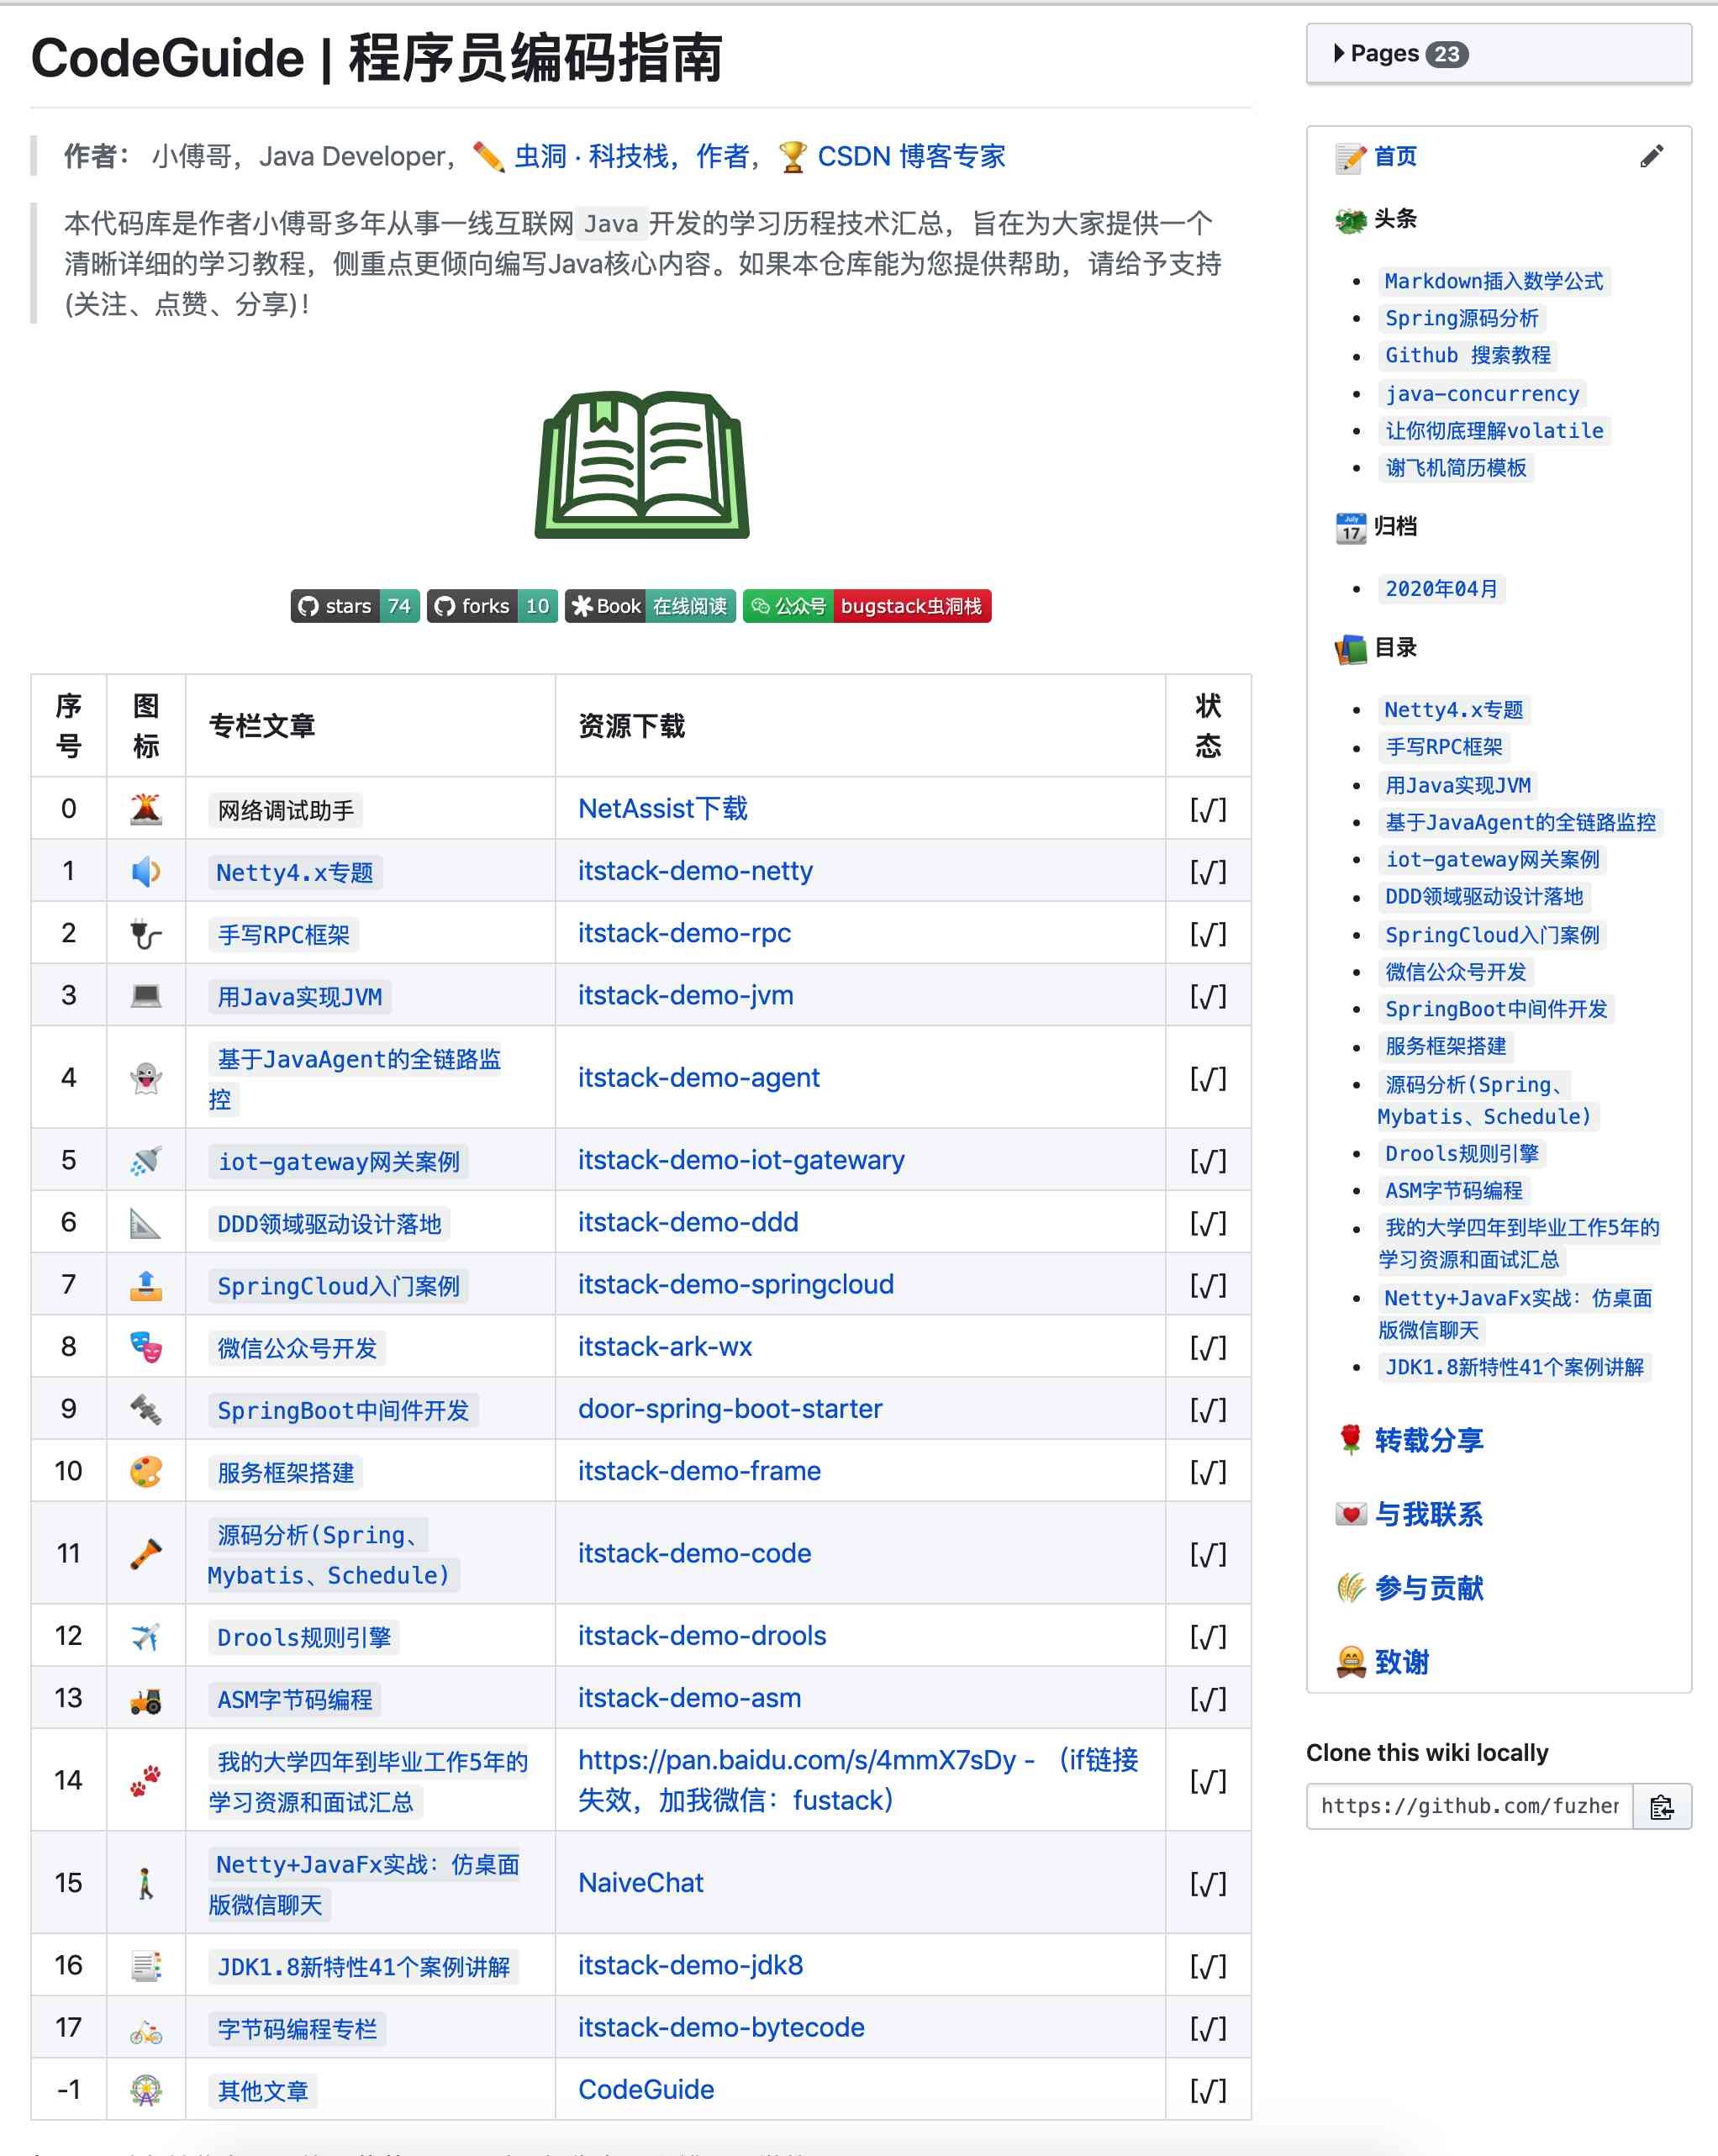 CodeGuide | 程序员编码指南
作者： 小傅哥，Java Developer， 虫洞 · 科技栈，作者， CSDN 博客专家
本代码库是作者小傅哥多年从事一线互联网 Java 开发的学习历程技术汇总，旨在为大家提供一个
清晰详细的学习教程，侧重点更倾向编写Java核心内容。如果本仓库能为您提供帮助，请给予支持
(关注、点赞、分享)！
stars 74 forks 10 Book 在线阅读 公众号 bugstack虫洞栈
序号 图标 专栏文章 资源下载 状态
0 网络调试助手 NetAssist下载 [√]
1 Netty4.x专题 itstack-demo-netty [√]
2 手写RPC框架 itstack-demo-rpc [√]
3 用Java实现JVM itstack-demo-jvm [√]
4 基于JavaAgent的全链路监
控 itstack-demo-agent [√]
5 iot-gateway网关案例 itstack-demo-iot-gatewary [√]
6 DDD领域驱动设计落地 itstack-demo-ddd [√]
7 SpringCloud入门案例 itstack-demo-springcloud [√]
8 微信公众号开发 itstack-ark-wx [√]
9 SpringBoot中间件开发 door-spring-boot-starter [√]
10 服务框架搭建 itstack-demo-frame [√]
11 源码分析(Spring、
Mybatis、Schedule) itstack-demo-code [√]
12 Drools规则引擎 itstack-demo-drools [√]
13 ASM字节码编程 itstack-demo-asm [√]
14 我的大学四年到毕业工作5年的
学习资源和面试汇总 https://pan.baidu.com/s/4mmX7sDy - （if链接
失效，加我微信：fustack) [√]
15 Netty+JavaFx实战：仿桌面
版微信聊天 NaiveChat [√]
16 JDK1.8新特性41个案例讲解 itstack-demo-jdk8 [√]
17 字节码编程专栏 itstack-demo-bytecode [√]
-1 其他文章 CodeGuide [√]
Pages 23
首页
头条
Markdown插入数学公式
Spring源码分析
Github 搜索教程
java-concurrency
让你彻底理解volatile
谢飞机简历模板
July
17
归档
2020年04月
目录
Netty4.x专题
手写RPC框架
用Java实现JVM
基于JavaAgent的全链路监控
iot-gateway网关案例
DDD领域驱动设计落地
SpringCloud入门案例
微信公众号开发
SpringBoot中间件开发
服务框架搭建
源码分析(Spring、
Mybatis、Schedule)
Drools规则引擎
ASM字节码编程
我的大学四年到毕业工作5年的
学习资源和面试汇总
Netty+JavaFx实战：仿桌面
版微信聊天
JDK1.8新特性41个案例讲解
转载分享
与我联系
参与贡献
致谢
Clone this wiki locally
https://github.com/fuzher